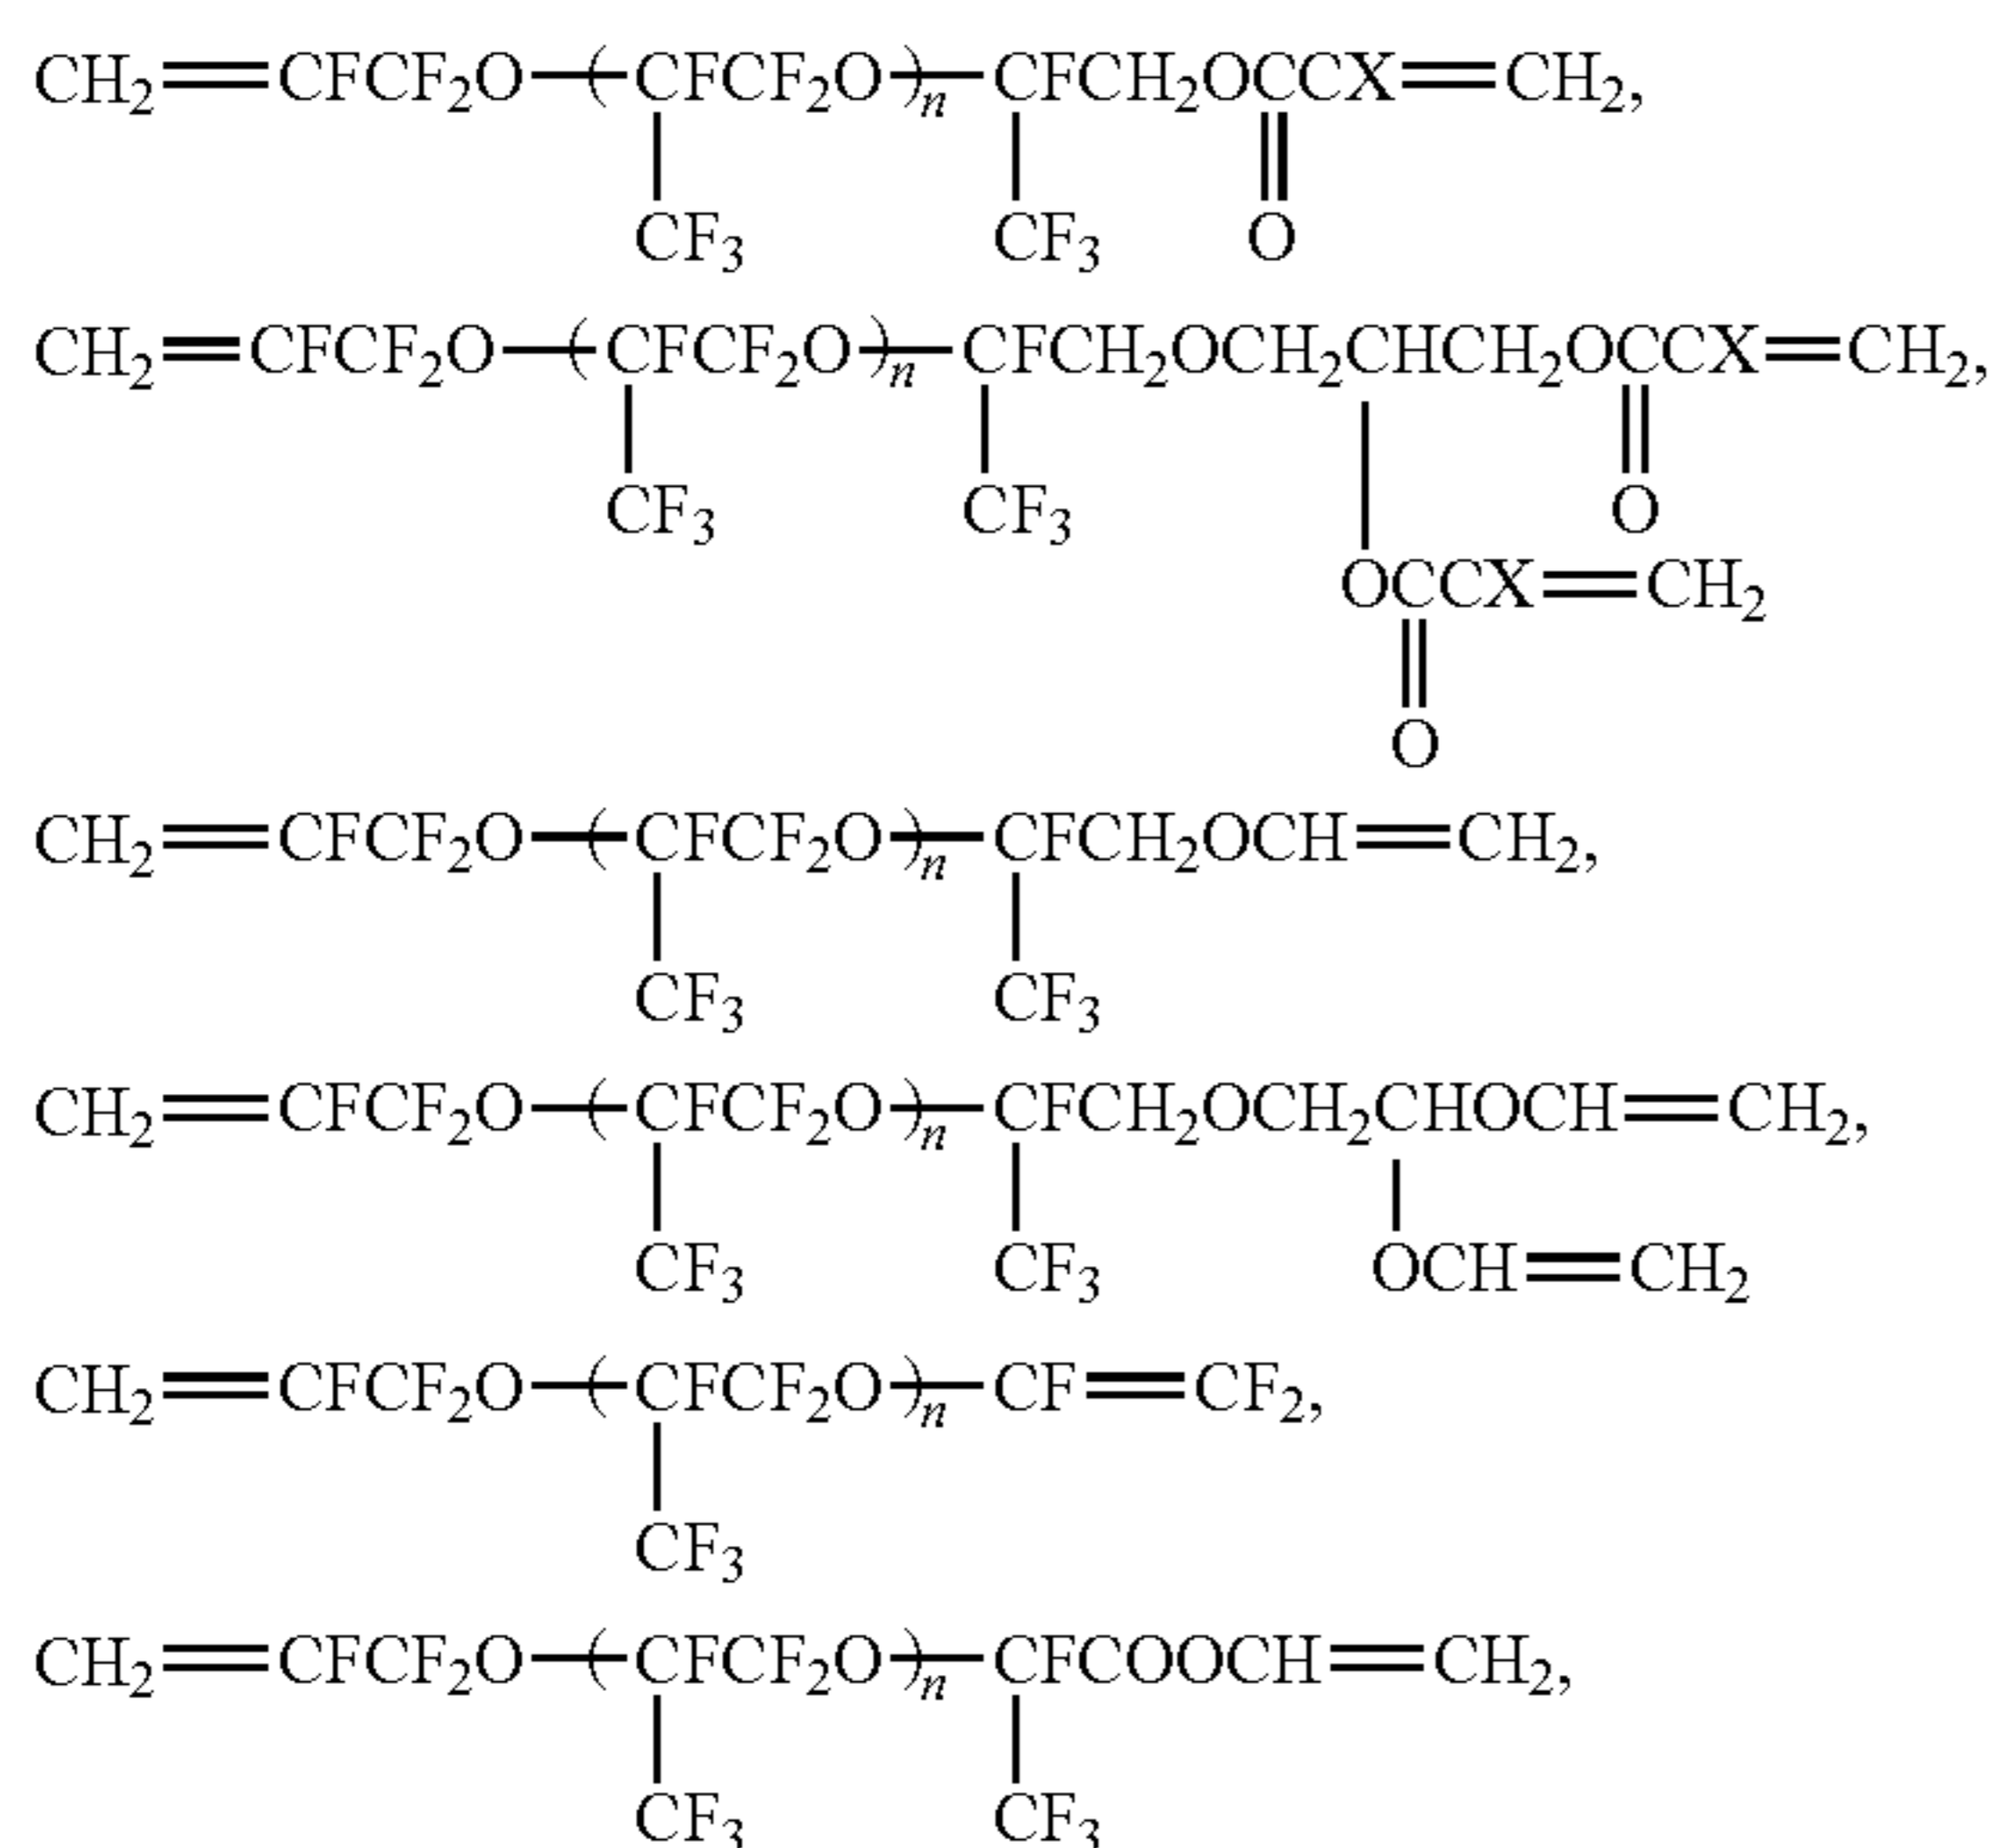 CH2=CFCF2O—(CFCF2O)n—CFCH2OCCX=CH2,
CF3 CF3 O
CH2=CFCF2O—(CFCF2O)n—CFCH2OCH2CHCH2OCCX=CH2,
CF3 CF3 O
OCCX=CH2
O
CH2=CFCF2O—(CFCF2O)n—CFCH2OCH=CH2,
CF3 CF3
CH2=CFCF2O—(CFCF2O)n—CFCH2OCH2CHOCH=CH2,
CF3 CF3 OCH=CH2
CH2=CFCF2O—(CFCF2O)n—CF=CF2,
CF3
CH2=CFCF2O—(CFCF2O)n—CFCOOCH=CH2,
CF3 CF3